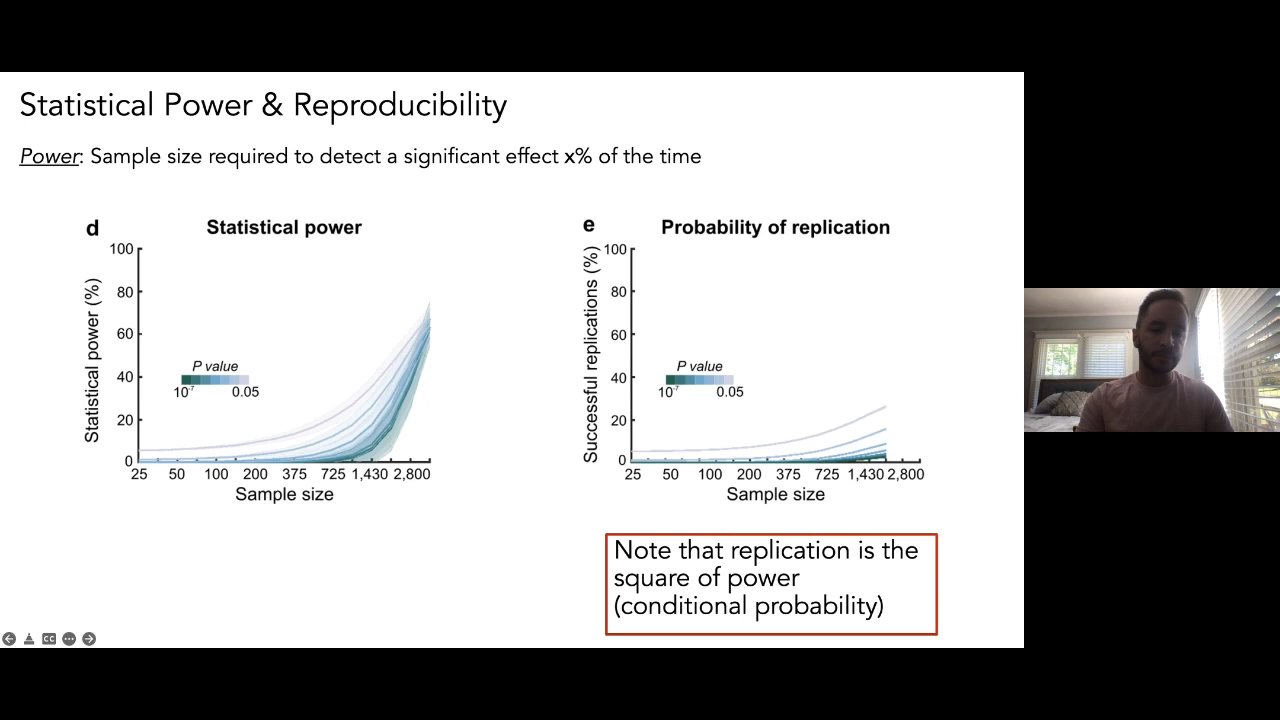 Statistical Power & Reproducibility
Power: Sample size required to detect a significant effect x% of the time
d Statistical power
100
80
60
40
20
0
Statistical power (%)
P value
10⁻⁷ 0.05
25 50 100 200 375 725 1,430 2,800
Sample size
e Probability of replication
100
80
60
40
20
0
Successful replications (%)
P value
10⁻⁷ 0.05
25 50 100 200 375 725 1,430 2,800
Sample size
Note that replication is the
square of power
(conditional probability)
CC